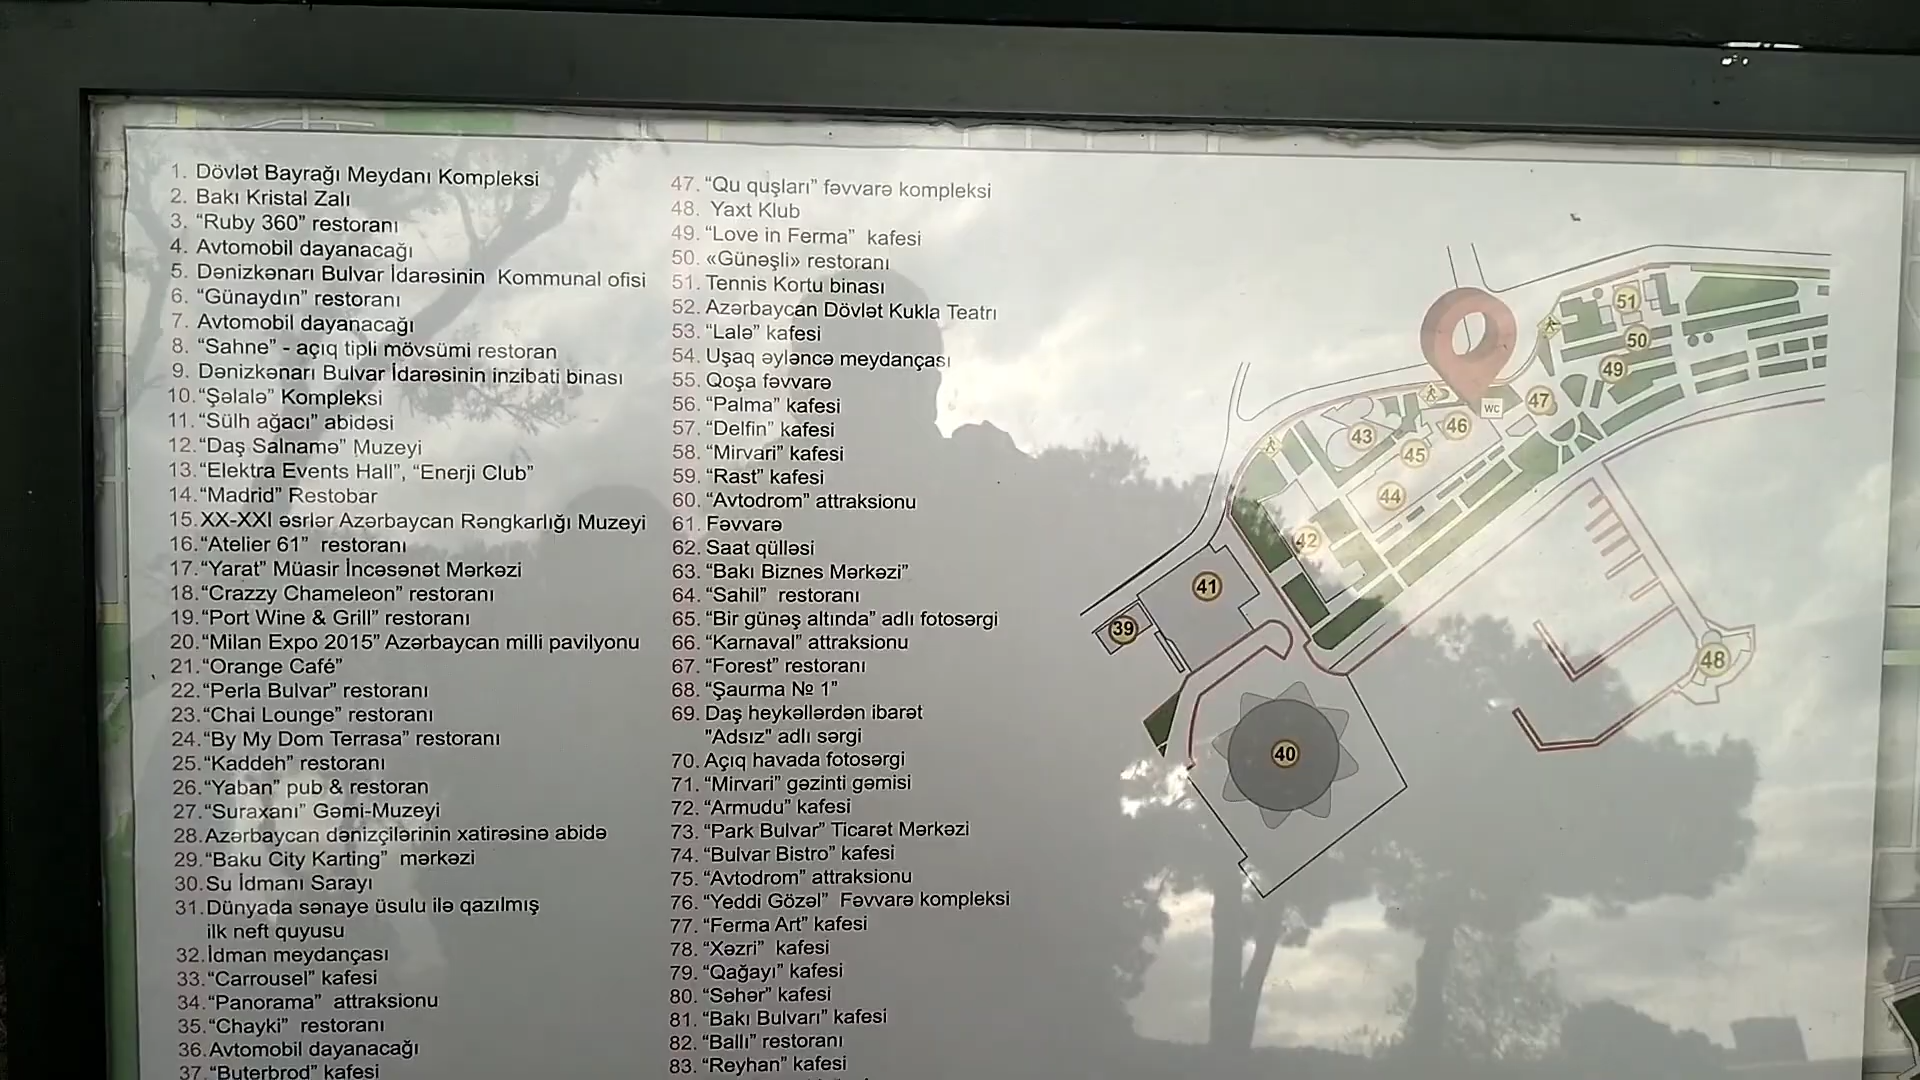 1. Dövlət Bayrağı Meydanı Kompleksi
2. Bakı Kristal Zalı
3. “Ruby 360” restoranı
4. Avtomobil dayanacağı
5. Dənizkənarı Bulvar İdarəsinin Kommunal ofisi
6. “Günaydın” restoranı
7. Avtomobil dayanacağı
8. “Sahne” - açıq tipli mövsümi restoran
9. Dənizkənarı Bulvar İdarəsinin inzibati binası
10. “Şəlalə” Kompleksi
11. “Sülh ağacı” abidəsi
12. “Daş Salnamə” Muzeyi
13. “Elektra Events Hall”, “Enerji Club”
14. “Madrid” Restobar
15. XX-XXI əsrlər Azərbaycan Rəngkarlığı Muzeyi
16. “Atelier 61” restoranı
17. “Yarat” Müasir İncəsənət Mərkəzi
18. “Crazzy Chameleon” restoranı
19. “Port Wine & Grill” restoranı
20. “Milan Expo 2015” Azərbaycan milli pavilyonu
21. “Orange Café”
22. “Perla Bulvar” restoranı
23. “Chai Lounge” restoranı
24. “By My Dom Terrasa” restoranı
25. “Kaddeh” restoranı
26. “Yaban” pub & restoran
27. “Suraxanı” Gəmi-Muzeyi
28. Azərbaycan dənizçilərinin xatirəsinə abidə
29. “Baku City Karting” mərkəzi
30. Su İdmanı Sarayı
31. Dünyada sənaye üsulu ilə qazılmış
ilk neft quyusu
32. İdman meydançası
33. “Carrousel” kafesi
34. “Panorama” attraksionu
35. “Chayki” restoranı
36. Avtomobil dayanacağı
37. “Buterbrod” kafesi
47. “Qu quşları” fəvvarə kompleksi
48. Yaxt Klub
49. “Love in Ferma” kafesi
50. «Günəşli» restoranı
51. Tennis Kortu binası
52. Azərbaycan Dövlət Kukla Teatrı
53. “Lalə” kafesi
54. Uşaq əyləncə meydançası
55. Qoşa fəvvarə
56. “Palma” kafesi
57. “Delfin” kafesi
58. “Mirvari” kafesi
59. “Rast” kafesi
60. “Avtodrom” attraksionu
61. Fəvvarə
62. Saat qülləsi
63. “Bakı Biznes Mərkəzi”
64. “Sahil” restoranı
65. “Bir günəş altında” adlı fotosərgi
66. “Karnaval” attraksionu
67. “Forest” restoranı
68. “Şaurma № 1”
69. Daş heykəllərdən ibarət
"Adsız" adlı sərgi
70. Açıq havada fotosərgi
71. “Mirvari” gəzinti gəmisi
72. “Armudu” kafesi
73. “Park Bulvar” Ticarət Mərkəzi
74. “Bulvar Bistro” kafesi
75. “Avtodrom” attraksionu
76. “Yeddi Gözəl” Fəvvarə kompleksi
77. “Ferma Art” kafesi
78. “Xəzri” kafesi
79. “Qağayı” kafesi
80. “Səhər” kafesi
81. “Bakı Bulvarı” kafesi
82. “Ballı” restoranı
83. “Reyhan” kafesi
51
50
49
47
WC
46
43
45
44
42
41
39
48
40